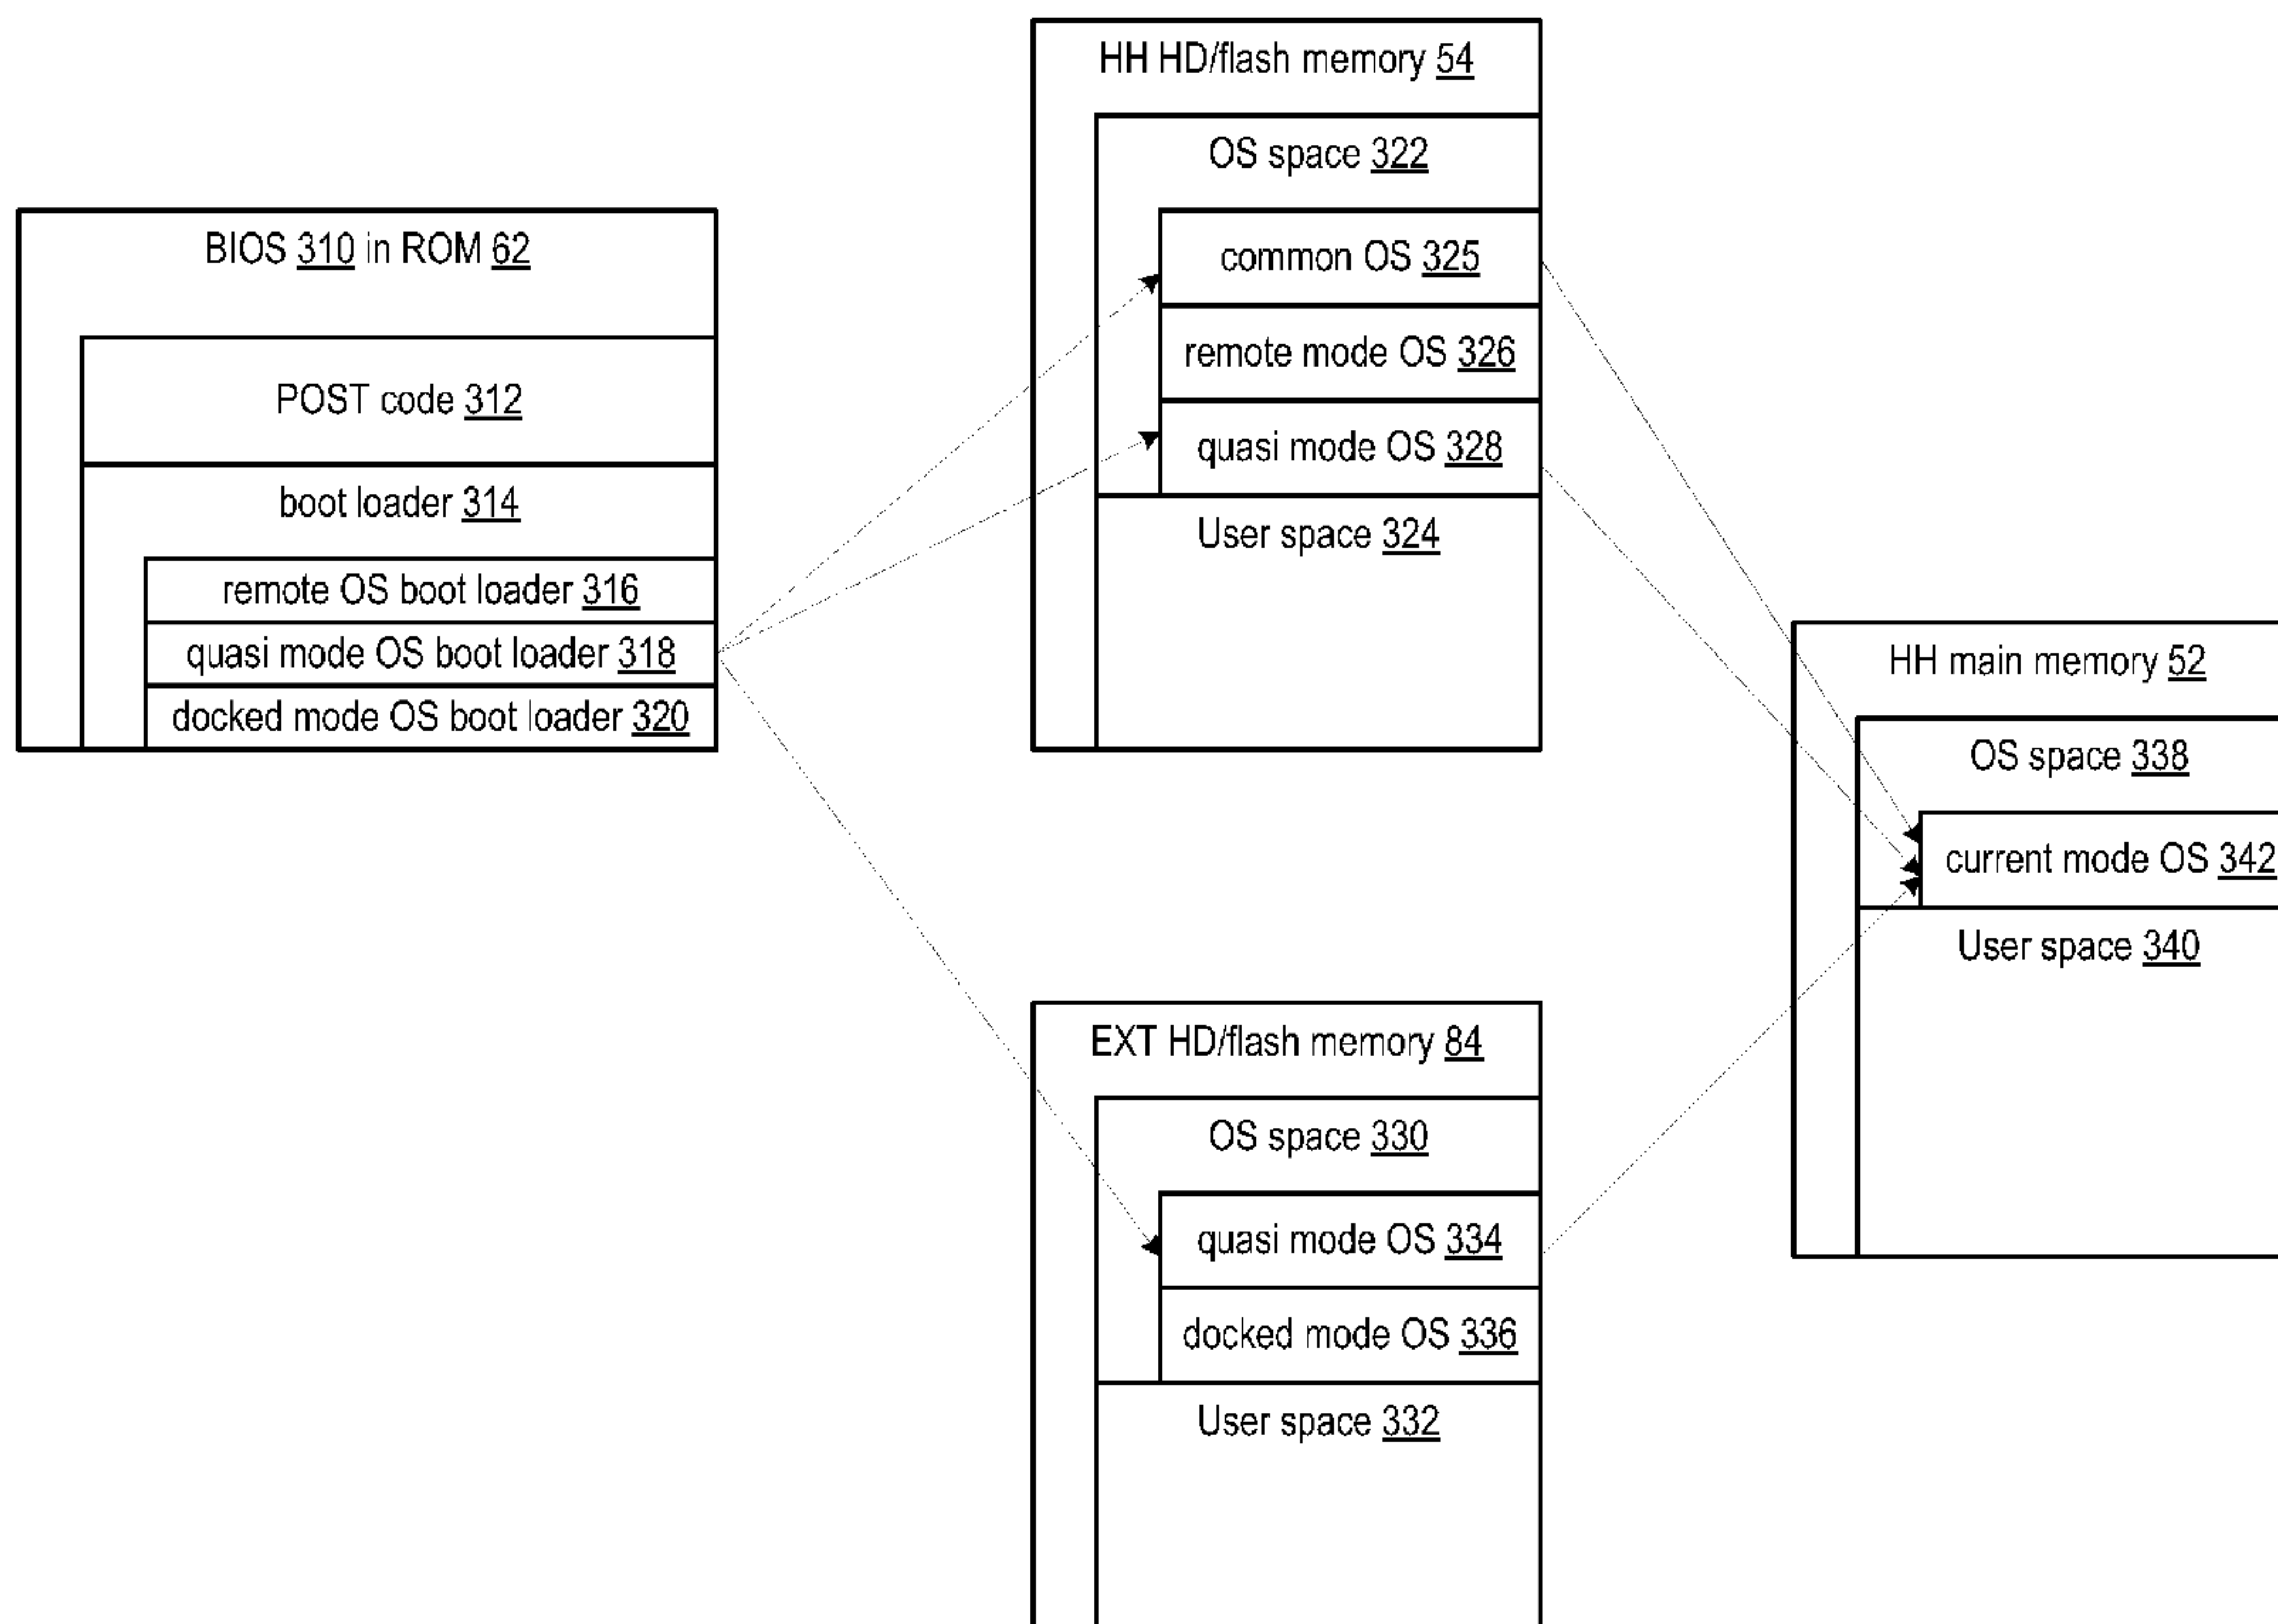 BIOS 310 in ROM 62
POST code 312
boot loader 314
remote OS boot loader 316
quasi mode OS boot loader 318
docked mode OS boot loader 320
HH HD/flash memory 54
OS space 322
common OS 325
remote mode OS 326
quasi mode OS 328
User space 324
EXT HD/flash memory 84
OS space 330
quasi mode OS 334
docked mode OS 336
User space 332
HH main memory 52
OS space 338
current mode OS 342
User space 340